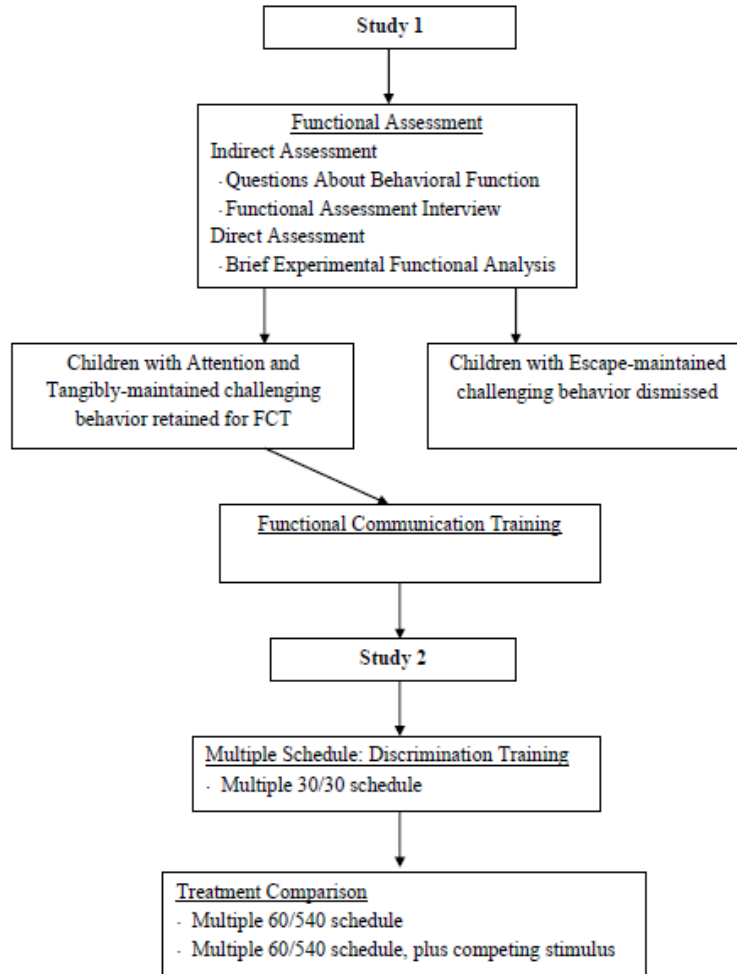 Study 1
Functional Assessment
Indirect Assessment
- Questions About Behavioral Function
- Functional Assessment Interview
Direct Assessment
- Brief Experimental Functional Analysis
Children with Attention and
Tangibly-maintained challenging
behavior retained for FCT
Children with Escape-maintained
challenging behavior dismissed
Functional Communication Training
Study 2
Multiple Schedule: Discrimination Training
- Multiple 30/30 schedule
Treatment Comparison
- Multiple 60/540 schedule
- Multiple 60/540 schedule, plus competing stimulus